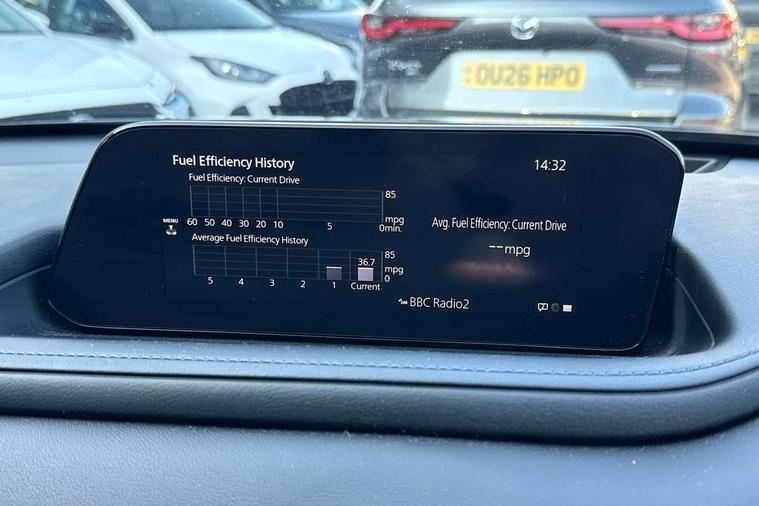 OU26 HPO
Fuel Efficiency History
14:32
Fuel Efficiency: Current Drive
85
mpg
0min.
60 50 40 30 20 10 5
MENU
Average Fuel Efficiency History
85
mpg
0
36.7
5 4 3 2 1 Current
Avg. Fuel Efficiency: Current Drive
--mpg
BBC Radio2